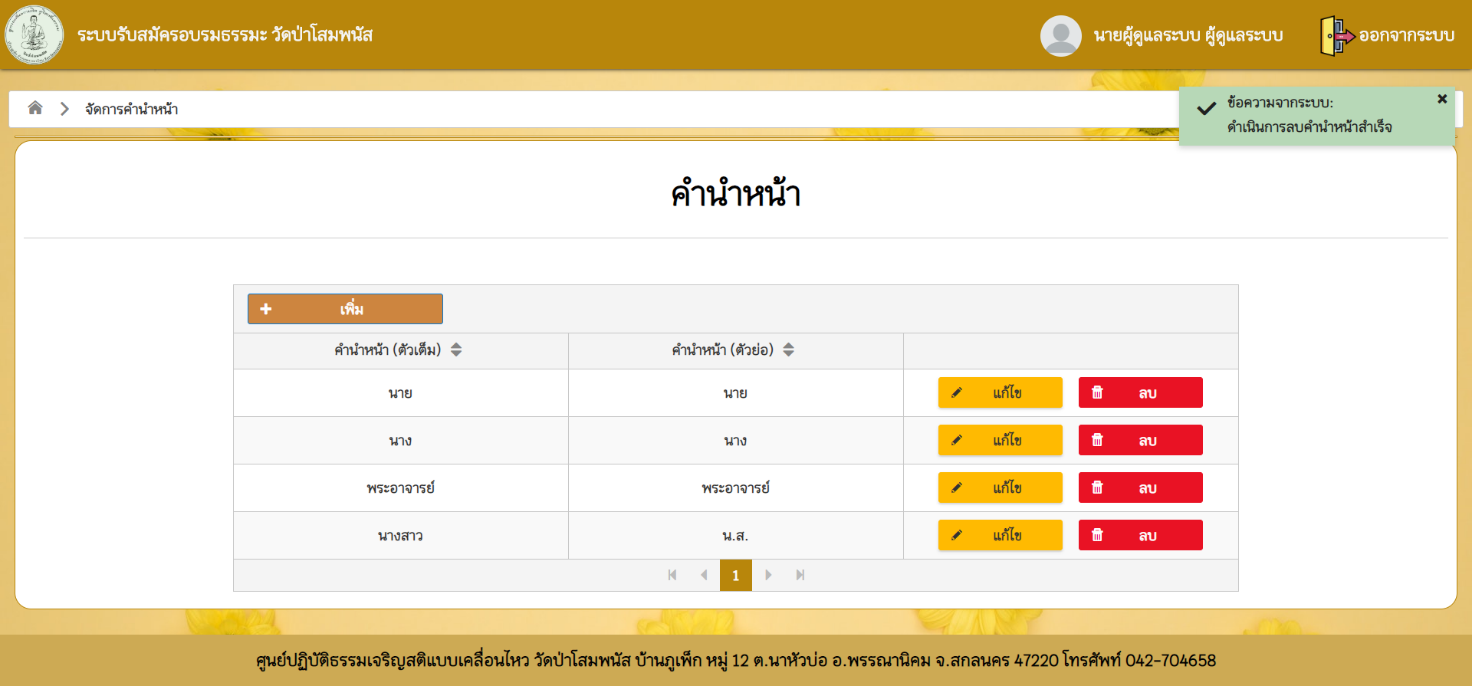 ระบบรับสมัครอบรมธรรมะ วัดป่าโสมพนัส
นายผู้ดูแลระบบ ผู้ดูแลระบบ
ออกจากระบบ
จัดการคำนำหน้า
ข้อความจากระบบ:
ดำเนินการลบคำนำหน้าสำเร็จ
คำนำหน้า
เพิ่ม
คำนำหน้า (ตัวเต็ม) คำนำหน้า (ตัวย่อ)
นาย นาย แก้ไข ลบ
นาง นาง แก้ไข ลบ
พระอาจารย์ พระอาจารย์ แก้ไข ลบ
นางสาว น.ส. แก้ไข ลบ
1
ศูนย์ปฏิบัติธรรมเจริญสติแบบเคลื่อนไหว วัดป่าโสมพนัส บ้านภูเพ็ก หมู่ 12 ต.นาหัวบ่อ อ.พรรณานิคม จ.สกลนคร 47220 โทรศัพท์ 042-704658